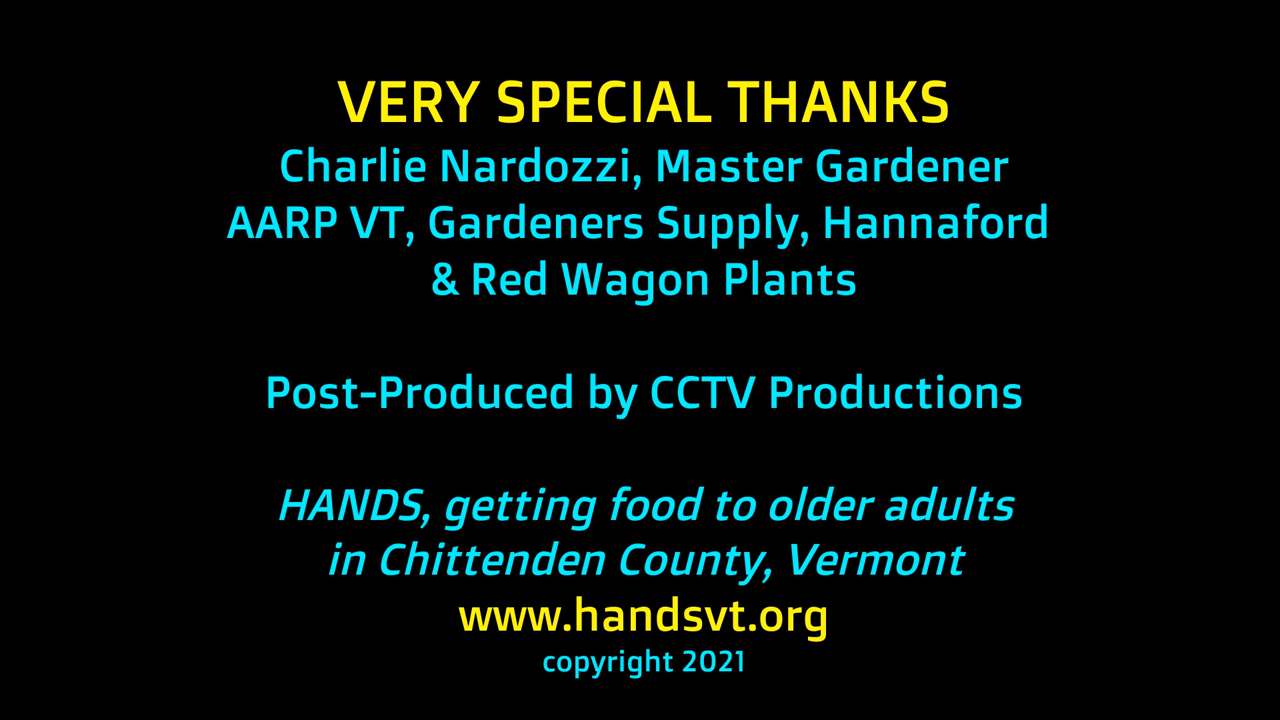 VERY SPECIAL THANKS
Charlie Nardozzi, Master Gardener
AARP VT, Gardeners Supply, Hannaford
& Red Wagon Plants
Post-Produced by CCTV Productions
HANDS, getting food to older adults
in Chittenden County, Vermont
www.handsvt.org
copyright 2021